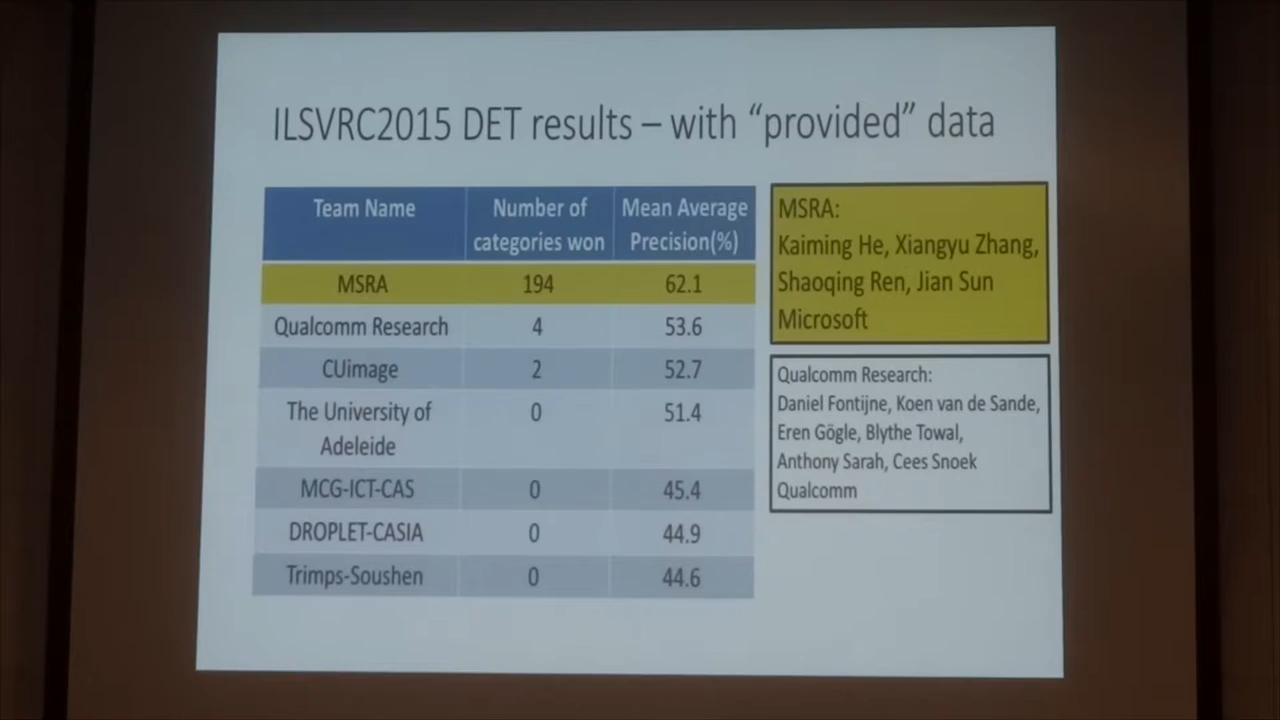 ILSVRC2015 DET results – with “provided” data
Team Name
Number of
categories won
Mean Average
Precision(%)
MSRA 194 62.1
Qualcomm Research 4 53.6
CUimage 2 52.7
The University of
Adeleide
0 51.4
MCG-ICT-CAS 0 45.4
DROPLET-CASIA 0 44.9
Trimps-Soushen 0 44.6
MSRA:
Kaiming He, Xiangyu Zhang,
Shaoqing Ren, Jian Sun
Microsoft
Qualcomm Research:
Daniel Fontijne, Koen van de Sande,
Eren Gögle, Blythe Towal,
Anthony Sarah, Cees Snoek
Qualcomm